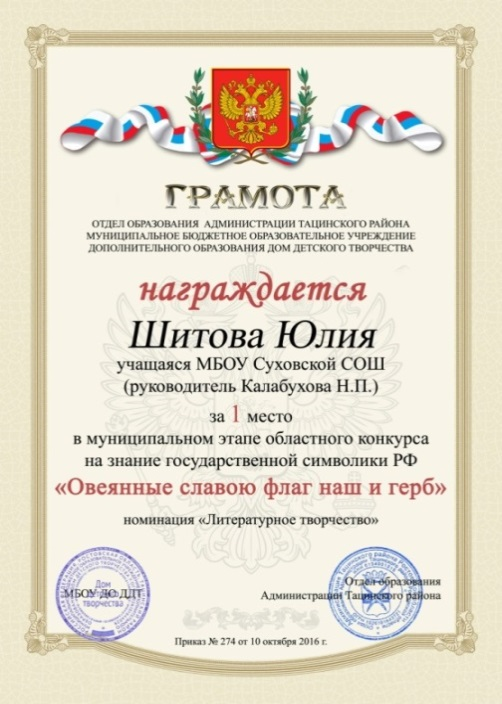 ГРАМОТА
ОТДЕЛ ОБРАЗОВАНИЯ АДМИНИСТРАЦИИ ТАЦИНСКОГО РАЙОНА
МУНИЦИПАЛЬНОЕ БЮДЖЕТНОЕ ОБРАЗОВАТЕЛЬНОЕ УЧРЕЖДЕНИЕ
ДОПОЛНИТЕЛЬНОГО ОБРАЗОВАНИЯ ДОМ ДЕТСКОГО ТВОРЧЕСТВА
награждается
Шитова Юлия
учащаяся МБОУ Суховской СОШ
(руководитель Калабухова Н.П.)
за 1 место
в муниципальном этапе областного конкурса
на знание государственной символики РФ
«Овеянные славою флаг наш и герб»
номинация «Литературное творчество»
Дом
МБОУ ДО ДДТ
творчества
Отдел образования
Администрации Тацинского района
Приказ № 274 от 10 октября 2016 г.